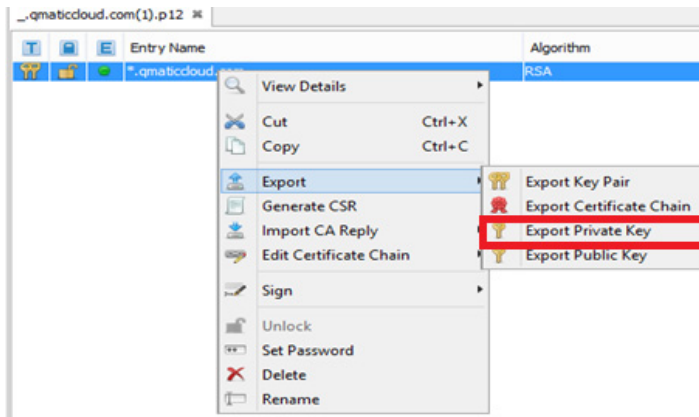 _.qmaticcloud.com(1).p12
T E Entry Name Algorithm
*.qmaticcloud.com RSA
View Details
Cut Ctrl+X
Copy Ctrl+C
Export
Export Key Pair
Generate CSR
Export Certificate Chain
Import CA Reply
Export Private Key
Edit Certificate Chain
Export Public Key
Sign
Unlock
Set Password
Delete
Rename